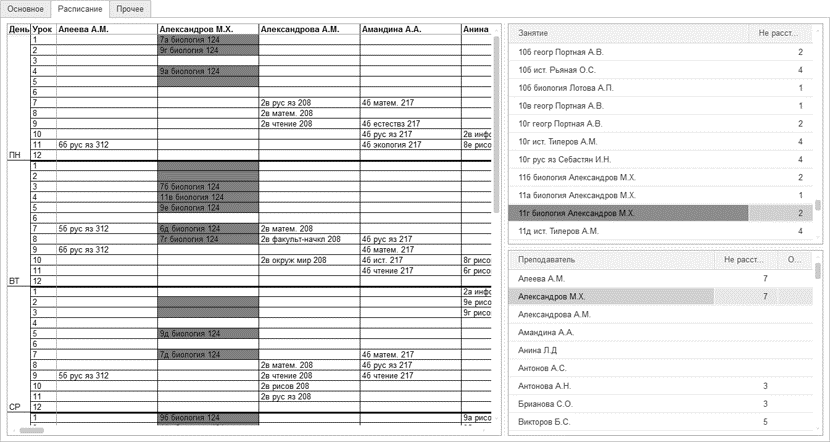 Основное Расписание Прочее
День Урок Алеева А.М. Александров М.Х. Александрова А.М. Амандина А.А. Анина
1 7а биология 124
2 9г биология 124
3
4 9а биология 124
5
6
7 2в рус яз 208 4б матем. 217
8 2в матем. 208
9 2в чтение 208 4б естествз 217
10 4б рус яз 217 2в инфо
11 6б рус яз 312 4б экология 217 8е рисо
ПН 12
1
2
3 7б биология 124
4 11в биология 124
5 9е биология 124
6
7 5б рус яз 312 6д биология 124 2в матем. 208
8 7г биология 124 2в факульт-начкл 208 4б рус яз 217
9 6б рус яз 312 4б матем. 217
10 2в окруж мир 208 4б ист. 217 8г рисо
11 4б чтение 217 6г рисо
ВТ 12
1 2а инфо
2 9е рисо
3 9г рисо
4
5 9д биология 124
6
7 7д биология 124 4б матем. 217
8 2в матем. 208 4б рус яз 217
9 5б рус яз 312 2в чтение 208 4б чтение 217
10 2в рисов 208
11 2в рус яз 208
СР 12
1 9б биология 124 9а рисо
Занятие Не расст...
10б геогр Портная А.В. 2
10б ист. Рьяная О.С. 4
10б биология Лотова А.П. 1
10в геогр Портная А.В. 1
10г геогр Портная А.В. 2
10г ист. Тилеров А.М. 4
10г рус яз Себастян И.Н. 4
11б биология Александров М.Х. 2
11а биология Александров М.Х. 1
11г биология Александров М.Х. 2
11д ист. Тилеров А.М. 4
Преподаватель Не расст... О...
Алеева А.М. 7
Александров М.Х. 7
Александрова А.М.
Амандина А.А.
Анина Л.Д
Антонов А.С.
Антонова А.Н. 3
Брианова С.О. 3
Викторов Б.С. 5